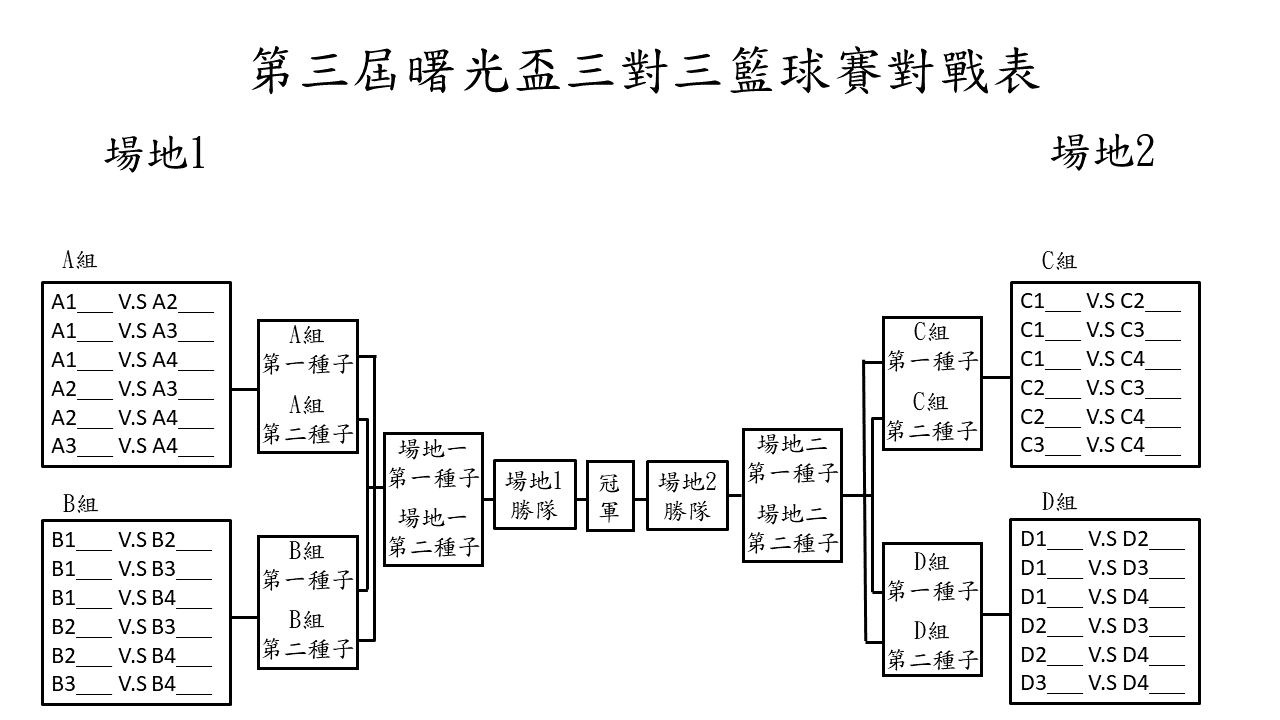 第三屆曙光盃三對三籃球賽對戰表
場地1
場地2
A組
A1___ V.S A2___
A1___ V.S A3___
A1___ V.S A4___
A2___ V.S A3___
A2___ V.S A4___
A3___ V.S A4___
B組
B1___ V.S B2___
B1___ V.S B3___
B1___ V.S B4___
B2___ V.S B3___
B2___ V.S B4___
B3___ V.S B4___
A組
第一種子
A組
第二種子
B組
第一種子
B組
第二種子
場地一
第一種子
場地一
第二種子
場地1
勝隊
冠
軍
場地2
勝隊
場地二
第一種子
場地二
第二種子
C組
第一種子
C組
第二種子
D組
第一種子
D組
第二種子
C組
C1___ V.S C2___
C1___ V.S C3___
C1___ V.S C4___
C2___ V.S C3___
C2___ V.S C4___
C3___ V.S C4___
D組
D1___ V.S D2___
D1___ V.S D3___
D1___ V.S D4___
D2___ V.S D3___
D2___ V.S D4___
D3___ V.S D4___